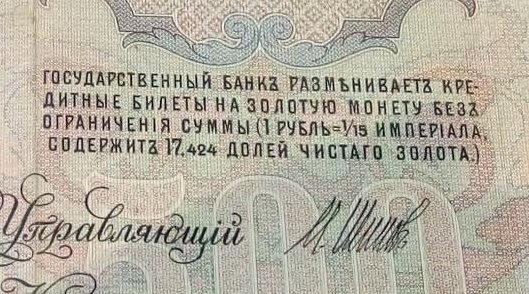 ГОСУДАРСТВЕННЫЙ БАНКЪ РАЗМѢНИВАЕТЪ КРЕ-
ДИТНЫЕ БИЛЕТЫ НА ЗОЛОТУЮ МОНЕТУ БЕЗЪ
ОГРАНИЧЕНІЯ СУММЫ (1 РУБЛЬ=1/15 ИМПЕРІАЛА,
СОДЕРЖИТЪ 17,424 ДОЛЕЙ ЧИСТАГО ЗОЛОТА.)
Управляющій
500